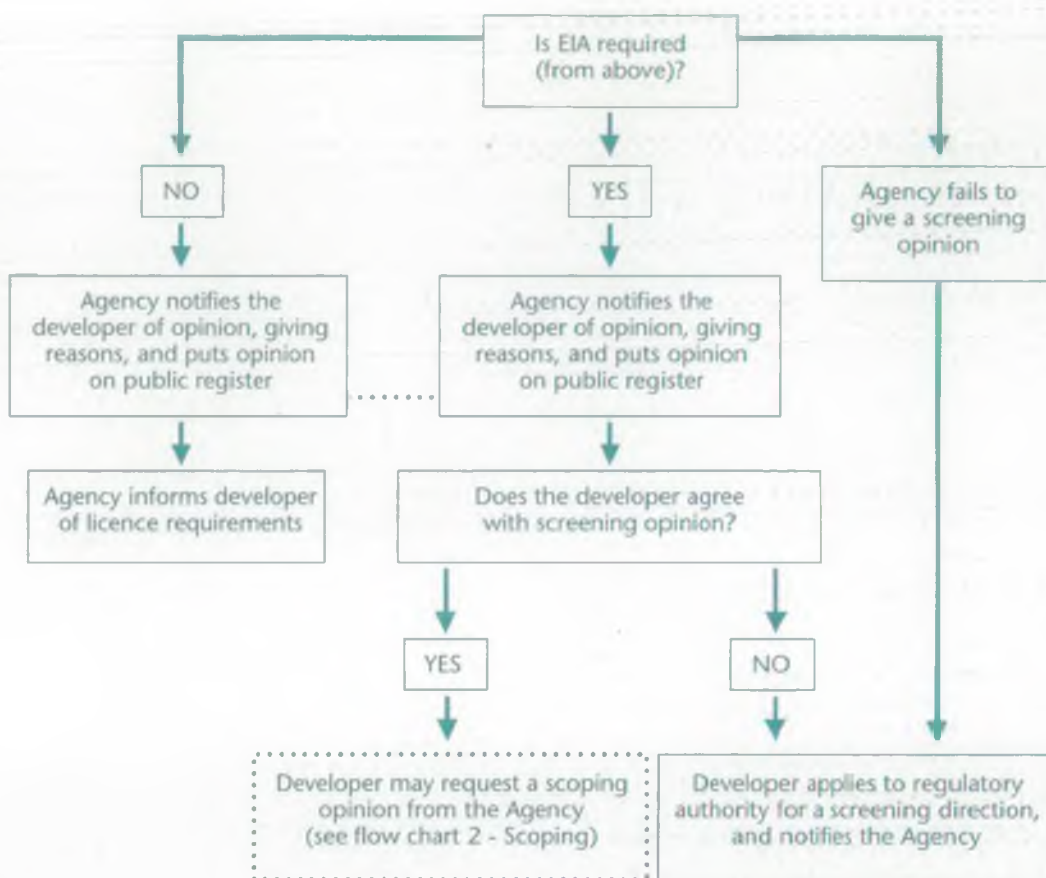 Is EIA required
(from above)?
NO
YES
Agency fails to
give a screening
opinion
Agency notifies the
developer of opinion, giving
reasons, and puts opinion
on public register
Agency notifies the
developer of opinion, giving
reasons, and puts opinion
on public register
Agency informs developer
of licence requirements
Does the developer agree
with screening opinion?
YES
NO
Developer may request a scoping
opinion from the Agency
(see flow chart 2 - Scoping)
Developer applies to regulatory
authority for a screening direction,
and notifies the Agency